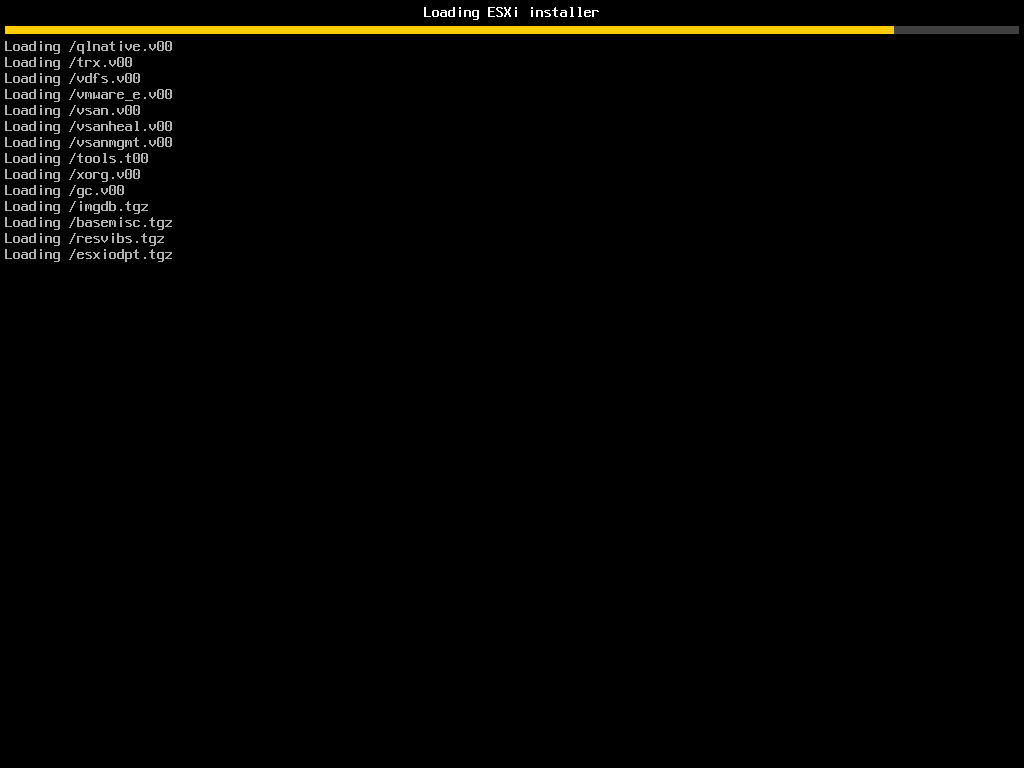 Loading ESXi installer
Loading /qlnative.v00
Loading /trx.v00
Loading /vdfs.v00
Loading /vmware_e.v00
Loading /vsan.v00
Loading /vsanheal.v00
Loading /vsanmgmt.v00
Loading /tools.t00
Loading /xorg.v00
Loading /gc.v00
Loading /imgdb.tgz
Loading /basemisc.tgz
Loading /resvibs.tgz
Loading /esxiodpt.tgz